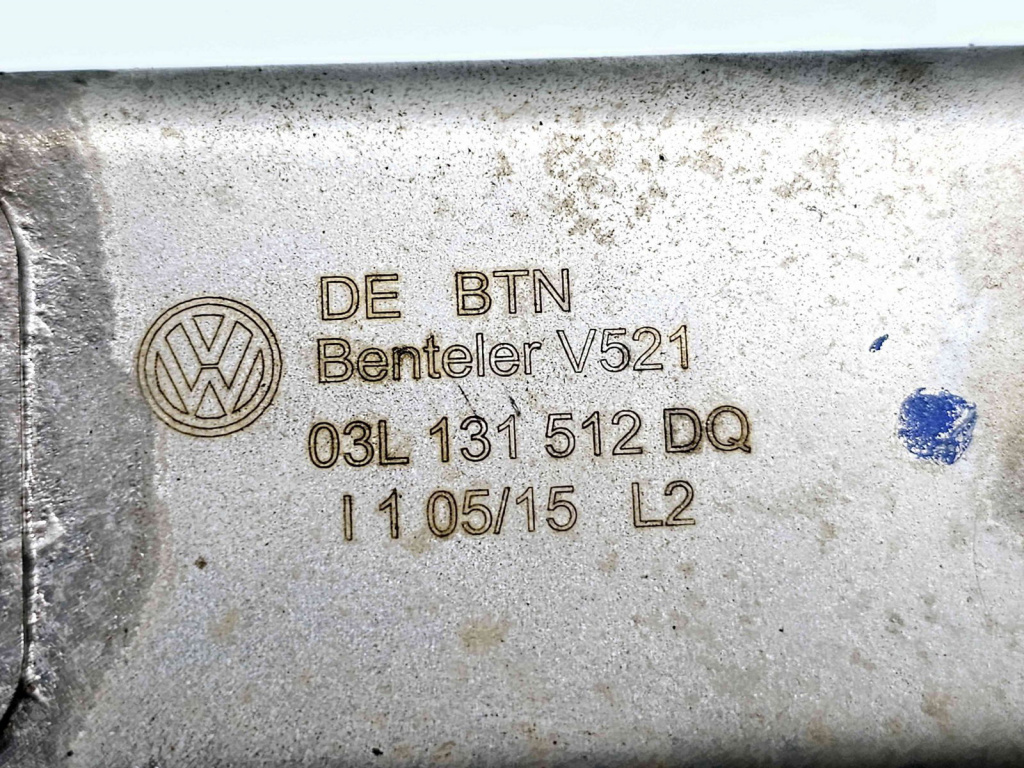 DE BTN
Benteler V521
03L 131 512 DQ
I 1 05/15 L2